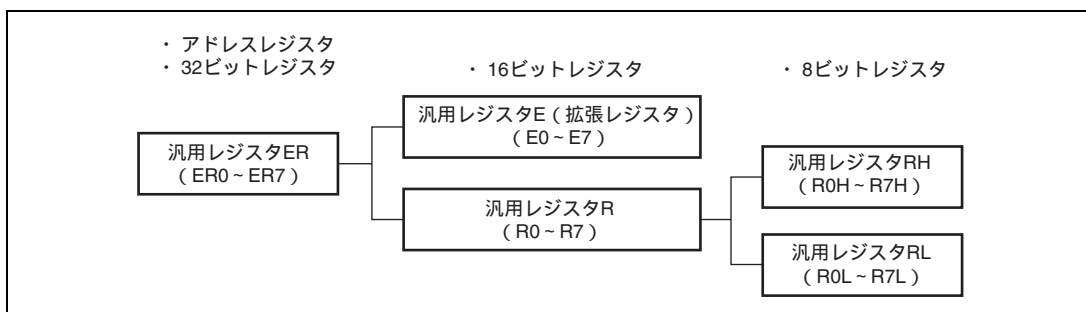 ・ アドレスレジスタ
・ 32ビットレジスタ
・ 16ビットレジスタ
・ 8ビットレジスタ
汎用レジスタER
（ER0～ER7）
汎用レジスタE（拡張レジスタ）
（E0～E7）
汎用レジスタR
（R0～R7）
汎用レジスタRH
（R0H～R7H）
汎用レジスタRL
（R0L～R7L）